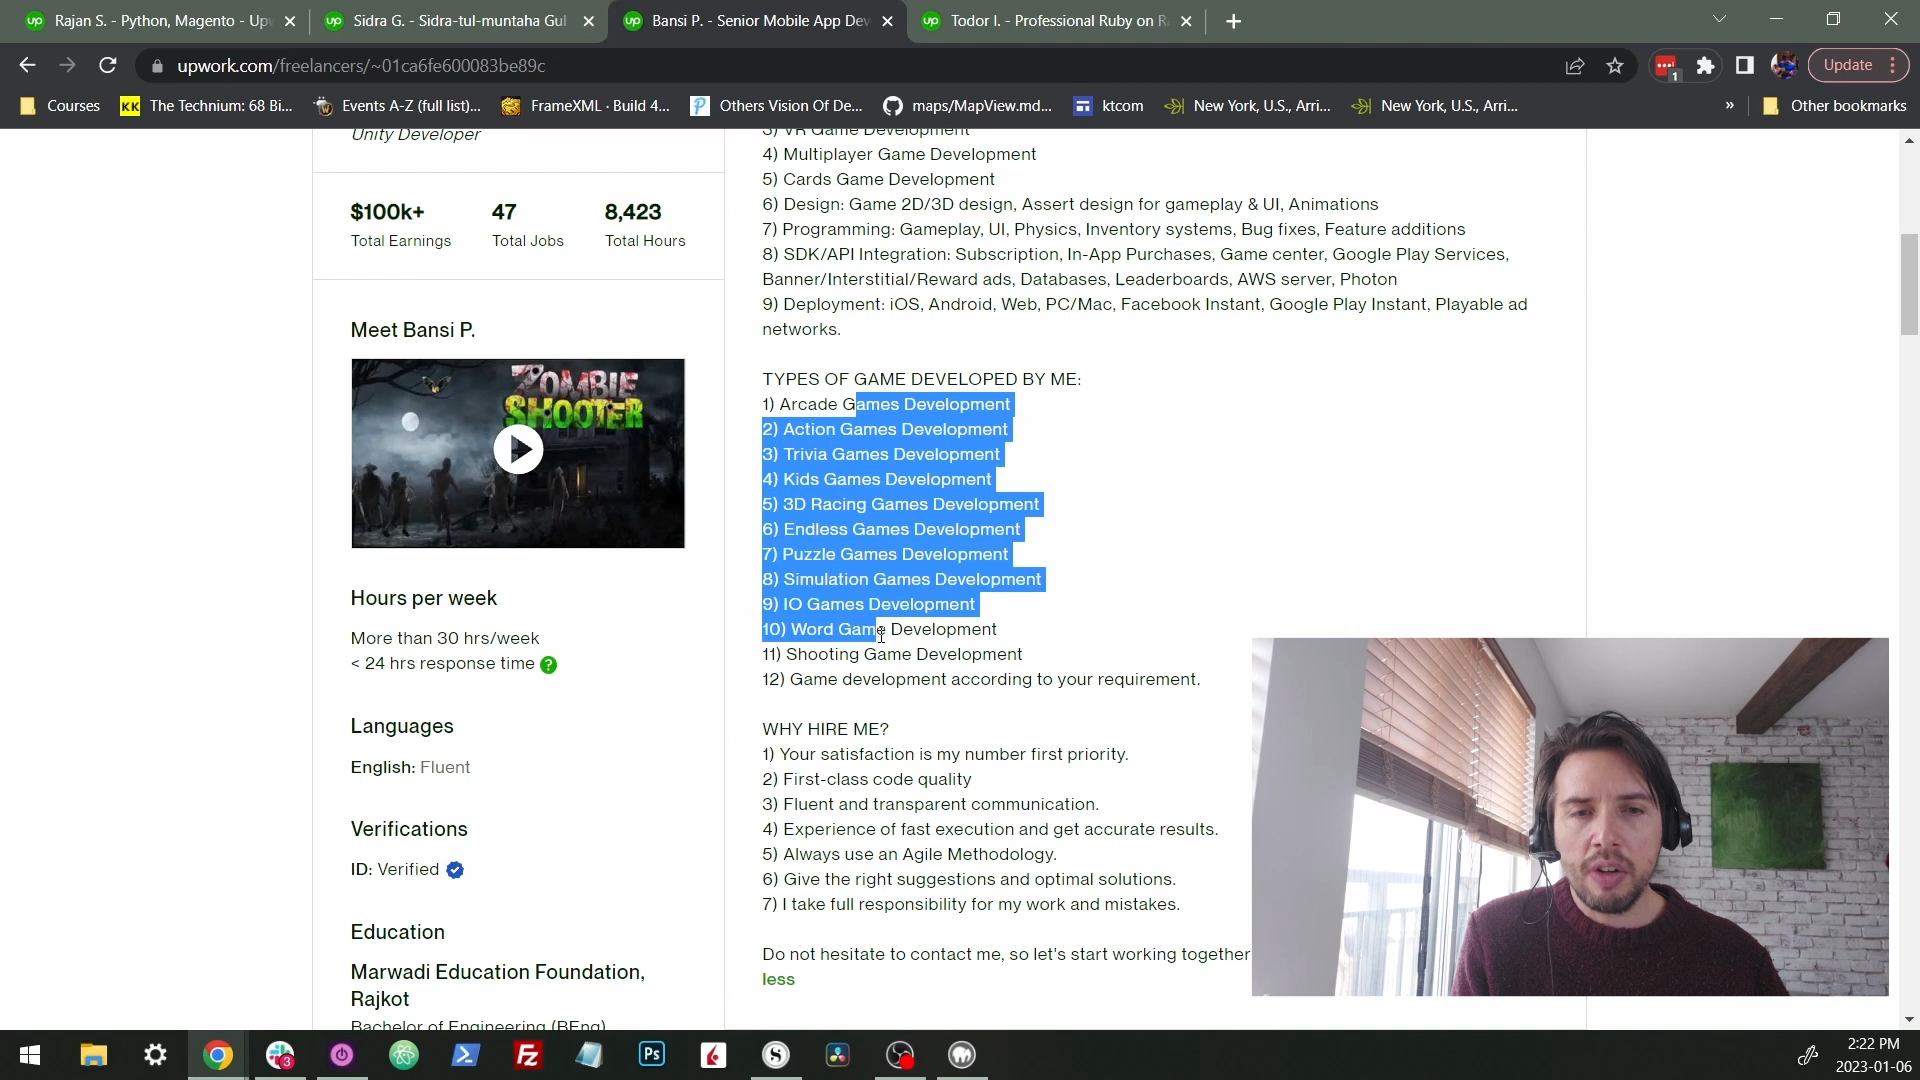 Rajan S. - Python, Magento - Up
Sidra G. - Sidra-tul-muntaha Gul
Bansi P. - Senior Mobile App Dev
Todor I. - Professional Ruby on R
upwork.com/freelancers/~01ca6fe600083be89c
Update
Courses
KK The Technium: 68 Bi...
Events A-Z (full list)...
FrameXML · Build 4...
Others Vision Of De...
maps/MapView.md...
ktcom
New York, U.S., Arri...
New York, U.S., Arri...
»
Other bookmarks
Unity Developer
$100k+
Total Earnings
47
Total Jobs
8,423
Total Hours
Meet Bansi P.
ZOMBIE
SHOOTER
Hours per week
More than 30 hrs/week
< 24 hrs response time ?
Languages
English: Fluent
Verifications
ID: Verified
Education
Marwadi Education Foundation,
Rajkot
Bachelor of Engineering (BEng)
3) VR Game Development
4) Multiplayer Game Development
5) Cards Game Development
6) Design: Game 2D/3D design, Assert design for gameplay & UI, Animations
7) Programming: Gameplay, UI, Physics, Inventory systems, Bug fixes, Feature additions
8) SDK/API Integration: Subscription, In-App Purchases, Game center, Google Play Services,
Banner/Interstitial/Reward ads, Databases, Leaderboards, AWS server, Photon
9) Deployment: iOS, Android, Web, PC/Mac, Facebook Instant, Google Play Instant, Playable ad
networks.
TYPES OF GAME DEVELOPED BY ME:
1) Arcade Games Development
2) Action Games Development
3) Trivia Games Development
4) Kids Games Development
5) 3D Racing Games Development
6) Endless Games Development
7) Puzzle Games Development
8) Simulation Games Development
9) IO Games Development
10) Word Game Development
11) Shooting Game Development
12) Game development according to your requirement.
WHY HIRE ME?
1) Your satisfaction is my number first priority.
2) First-class code quality
3) Fluent and transparent communication.
4) Experience of fast execution and get accurate results.
5) Always use an Agile Methodology.
6) Give the right suggestions and optimal solutions.
7) I take full responsibility for my work and mistakes.
Do not hesitate to contact me, so let's start working together
less
2:22 PM
2023-01-06